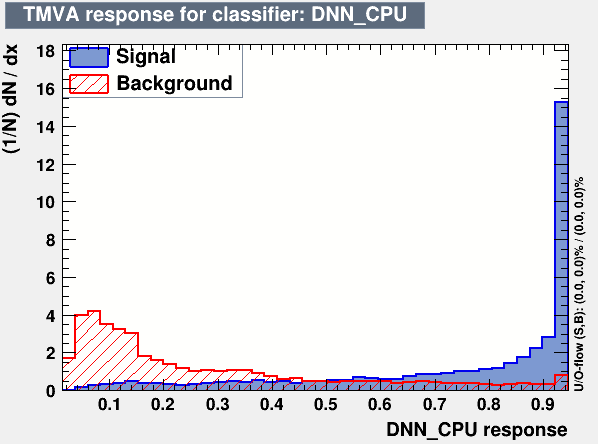 TMVA response for classifier: DNN_CPU
(1/N) dN / dx
18
16
14
12
10
8
6
4
2
0
Signal
Background
0.1 0.2 0.3 0.4 0.5 0.6 0.7 0.8 0.9
DNN_CPU response
U/O-flow (S,B): (0.0, 0.0)% / (0.0, 0.0)%